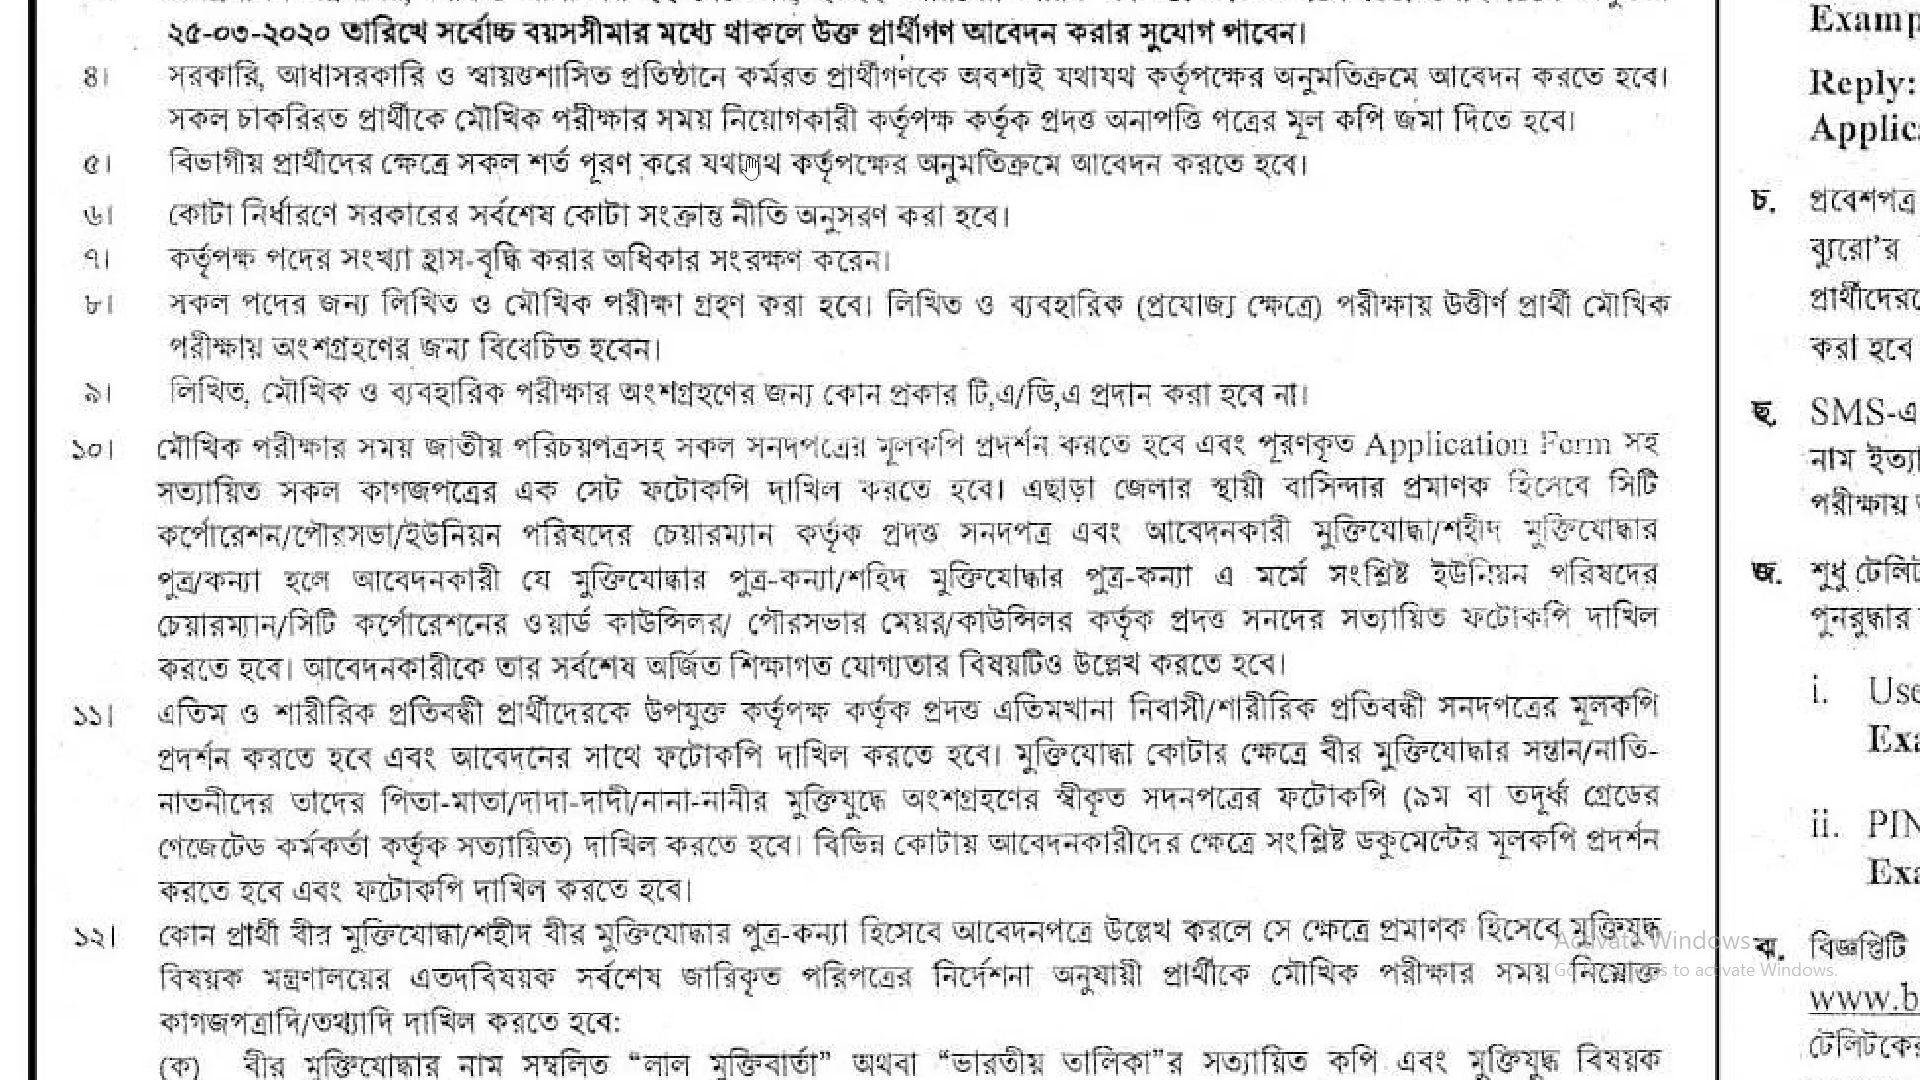 ২৫-০৩-২০২০ তারিখে সর্বোচ্চ বয়সসীমার মধ্যে থাকলে উক্ত প্রার্থীগণ আবেদন করার সুযোগ পাবেন।
৪। সরকারি, আধাসরকারি ও স্বায়ত্তশাসিত প্রতিষ্ঠানে কর্মরত প্রার্থীগণকে অবশ্যই যথাযথ কর্তৃপক্ষের অনুমতিক্রমে আবেদন করতে হবে।
সকল চাকরিরত প্রার্থীকে মৌখিক পরীক্ষার সময় নিয়োগকারী কর্তৃপক্ষ কর্তৃক প্রদত্ত অনাপত্তি পত্রের মূল কপি জমা দিতে হবে।
৫। বিভাগীয় প্রার্থীদের ক্ষেত্রে সকল শর্ত পূরণ করে যথাযথ কর্তৃপক্ষের অনুমতিক্রমে আবেদন করতে হবে।
৬। কোটা নির্ধারণে সরকারের সর্বশেষ কোটা সংক্রান্ত নীতি অনুসরণ করা হবে।
৭। কর্তৃপক্ষ পদের সংখ্যা হ্রাস-বৃদ্ধি করার অধিকার সংরক্ষণ করেন।
৮। সকল পদের জন্য লিখিত ও মৌখিক পরীক্ষা গ্রহণ করা হবে। লিখিত ও ব্যবহারিক (প্রযোজ্য ক্ষেত্রে) পরীক্ষায় উত্তীর্ণ প্রার্থী মৌখিক
পরীক্ষায় অংশগ্রহণের জন্য বিবেচিত হবেন।
৯। লিখিত, মৌখিক ও ব্যবহারিক পরীক্ষার অংশগ্রহণের জন্য কোন প্রকার টি,এ/ডি,এ প্রদান করা হবে না।
১০। মৌখিক পরীক্ষার সময় জাতীয় পরিচয়পত্রসহ সকল সনদপত্রের মূলকপি প্রদর্শন করতে হবে এবং পূরণকৃত Application Form সহ
সত্যায়িত সকল কাগজপত্রের এক সেট ফটোকপি দাখিল করতে হবে। এছাড়া জেলার স্থায়ী বাসিন্দার প্রমাণক হিসেবে সিটি
কর্পোরেশন/পৌরসভা/ইউনিয়ন পরিষদের চেয়ারম্যান কর্তৃক প্রদত্ত সনদপত্র এবং আবেদনকারী মুক্তিযোদ্ধা/শহীদ মুক্তিযোদ্ধার
পুত্র/কন্যা হলে আবেদনকারী যে মুক্তিযোদ্ধার পুত্র-কন্যা/শহিদ মুক্তিযোদ্ধার পুত্র-কন্যা এ মর্মে সংশ্লিষ্ট ইউনিয়ন পরিষদের
চেয়ারম্যান/সিটি কর্পোরেশনের ওয়ার্ড কাউন্সিলর/ পৌরসভার মেয়র/কাউন্সিলর কর্তৃক প্রদত্ত সনদের সত্যায়িত ফটোকপি দাখিল
করতে হবে। আবেদনকারীকে তার সর্বশেষ অর্জিত শিক্ষাগত যোগ্যতার বিষয়টিও উল্লেখ করতে হবে।
১১। এতিম ও শারীরিক প্রতিবন্ধী প্রার্থীদেরকে উপযুক্ত কর্তৃপক্ষ কর্তৃক প্রদত্ত এতিমখানা নিবাসী/শারীরিক প্রতিবন্ধী সনদপত্রের মূলকপি
প্রদর্শন করতে হবে এবং আবেদনের সাথে ফটোকপি দাখিল করতে হবে। মুক্তিযোদ্ধা কোটার ক্ষেত্রে বীর মুক্তিযোদ্ধার সন্তান/নাতি-
নাতনীদের তাদের পিতা-মাতা/দাদা-দাদী/নানা-নানীর মুক্তিযুদ্ধে অংশগ্রহণের স্বীকৃত সদনপত্রের ফটোকপি (৯ম বা তদূর্ধ্ব গ্রেডের
গেজেটেড কর্মকর্তা কর্তৃক সত্যায়িত) দাখিল করতে হবে। বিভিন্ন কোটায় আবেদনকারীদের ক্ষেত্রে সংশ্লিষ্ট ডকুমেন্টের মূলকপি প্রদর্শন
করতে হবে এবং ফটোকপি দাখিল করতে হবে।
১২। কোন প্রার্থী বীর মুক্তিযোদ্ধা/শহীদ বীর মুক্তিযোদ্ধার পুত্র-কন্যা হিসেবে আবেদনপত্রে উল্লেখ করলে সে ক্ষেত্রে প্রমাণক হিসেবে মুক্তিযুদ্ধ
বিষয়ক মন্ত্রণালয়ের এতদবিষয়ক সর্বশেষ জারিকৃত পরিপত্রের নির্দেশনা অনুযায়ী প্রার্থীকে মৌখিক পরীক্ষার সময় নিম্নোক্ত
কাগজপত্রাদি/তথ্যাদি দাখিল করতে হবে:
(ক) বীর মুক্তিযোদ্ধার নাম সম্বলিত “লাল মুক্তিবার্তা” অথবা “ভারতীয় তালিকা”র সত্যায়িত কপি এবং মুক্তিযুদ্ধ বিষয়ক
Examp
Reply:
Applic
চ. প্রবেশপত্র
ব্যুরো’র
প্রার্থীদেরকে
করা হবে
ছ. SMS-এ
নাম ইত্যা
পরীক্ষায়
জ. শুধু টেলিট
পুনরুদ্ধার
i. Use
Exa
ii. PIN
Exa
ঝ. বিজ্ঞপ্তিটি
www.b
টেলিটকের
Activate Windows
Go to Settings to activate Windows.